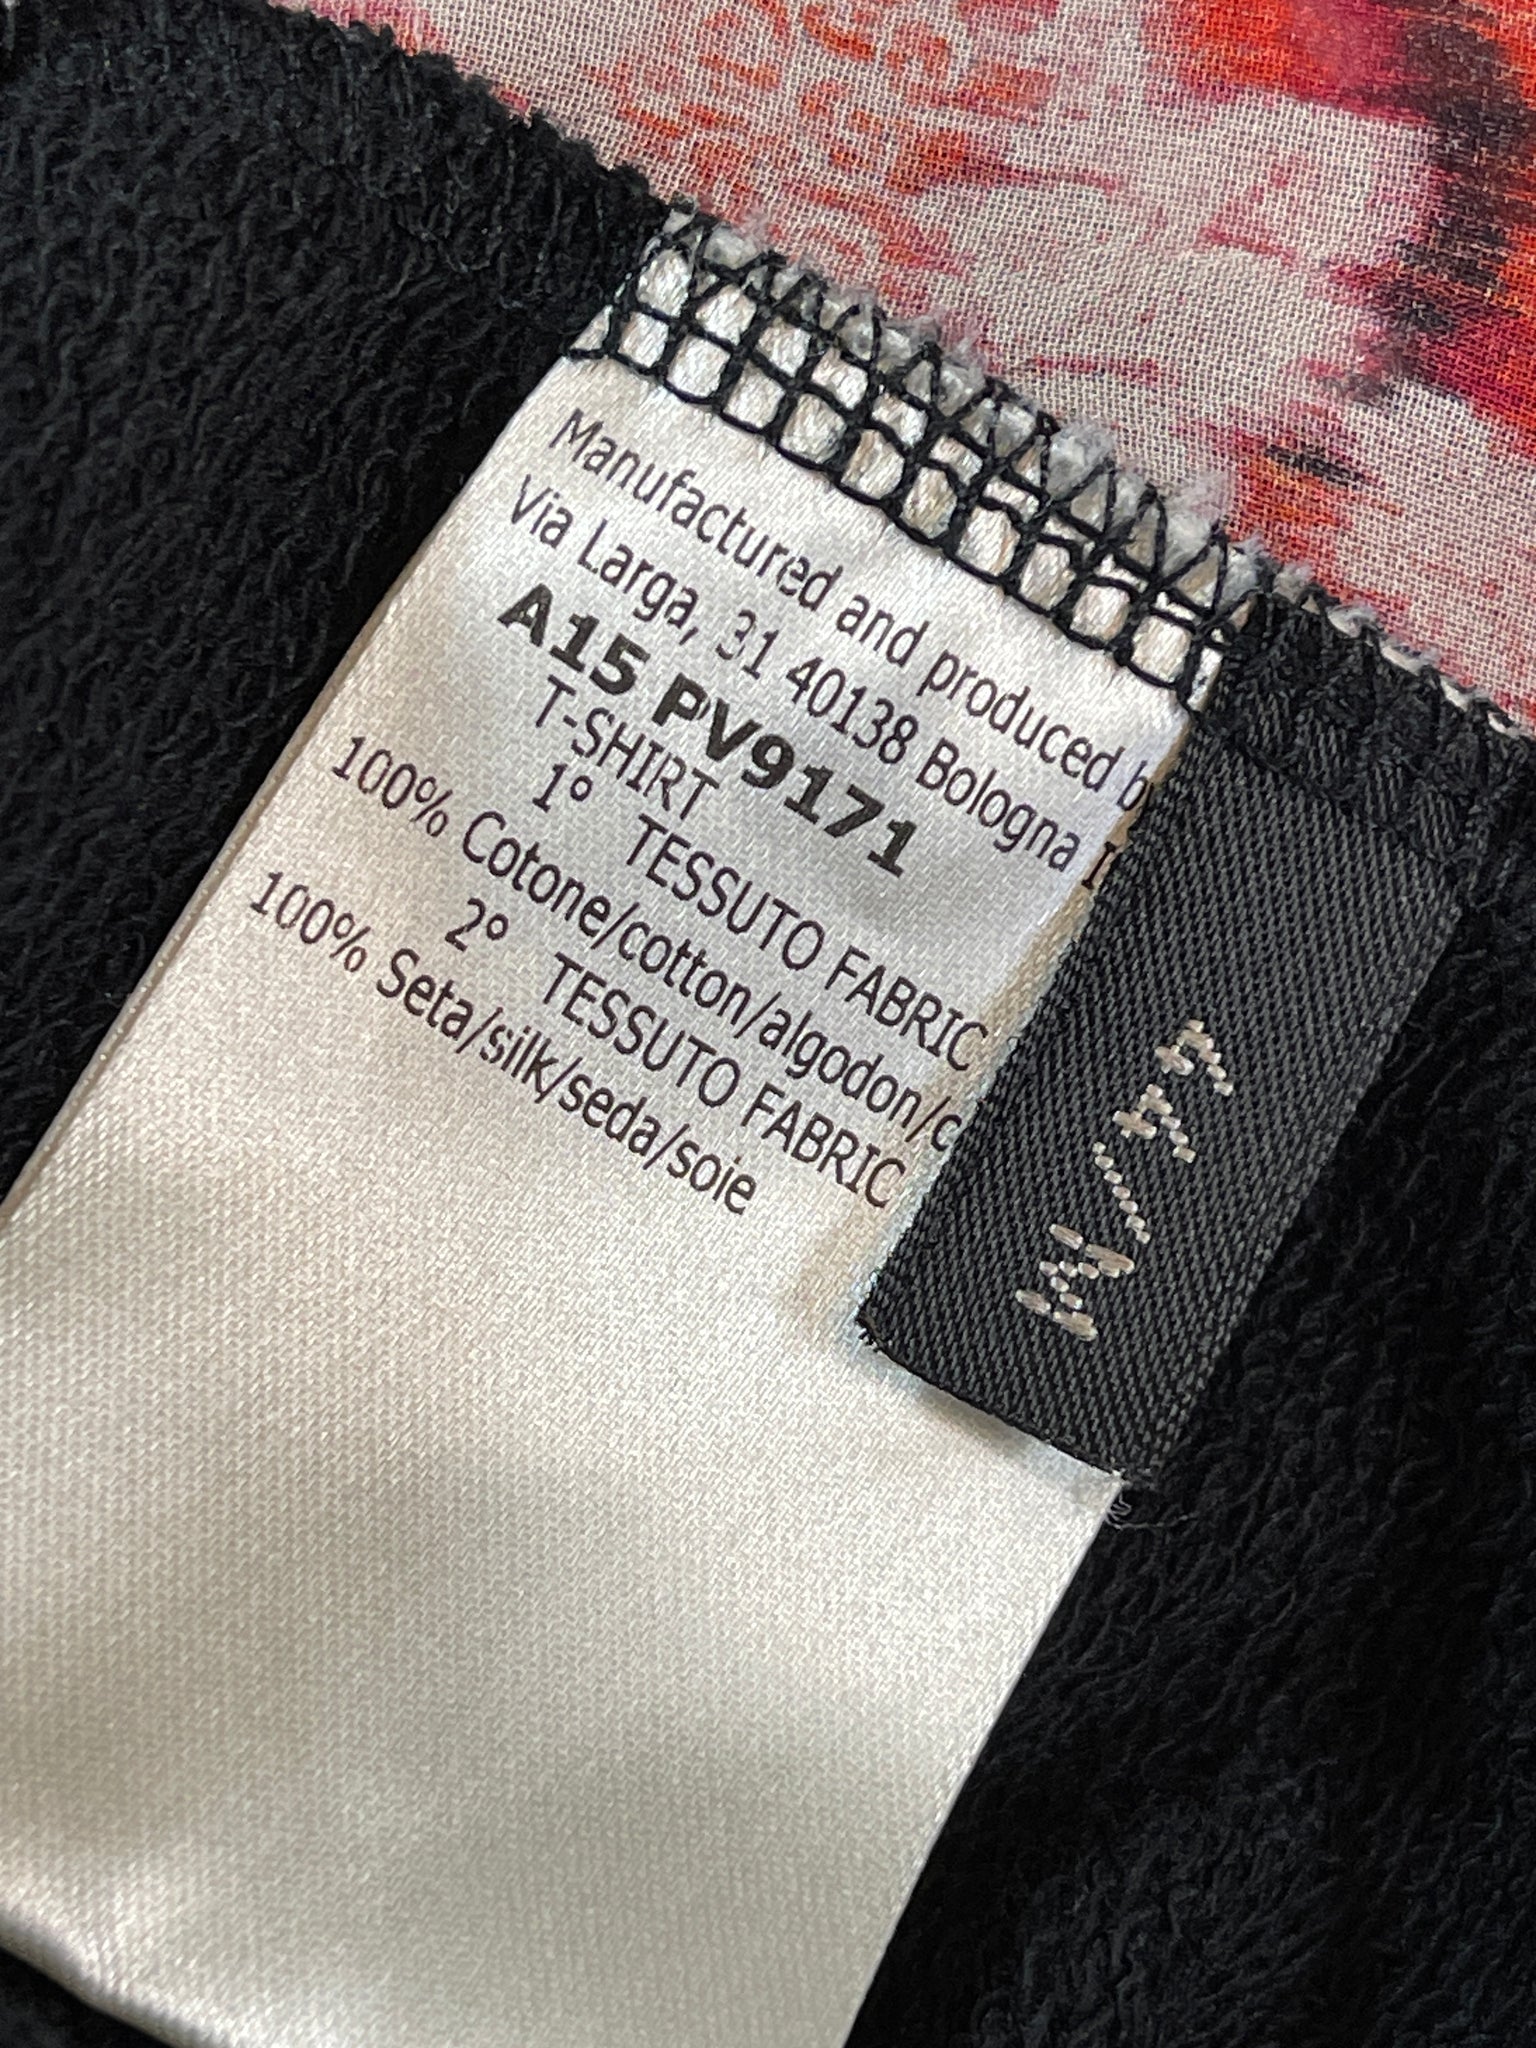 Manufactured and produced b
Via Larga, 31 40138 Bologna I
A15 PV9171
T-SHIRT
1° TESSUTO FABRIC
100% Cotone/cotton/algodon/c
2° TESSUTO FABRIC
100% Seta/silk/seda/soie
44/M